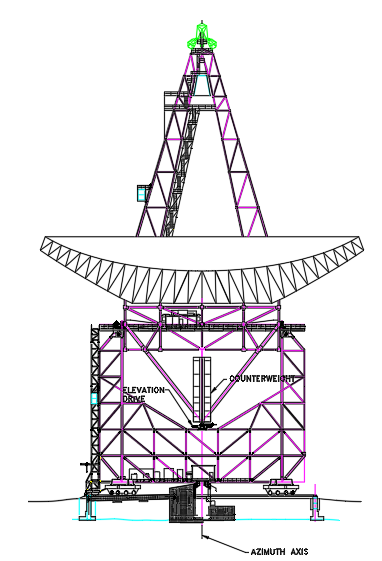 ELEVATION
DRIVE
COUNTERWEIGHT
AZIMUTH AXIS